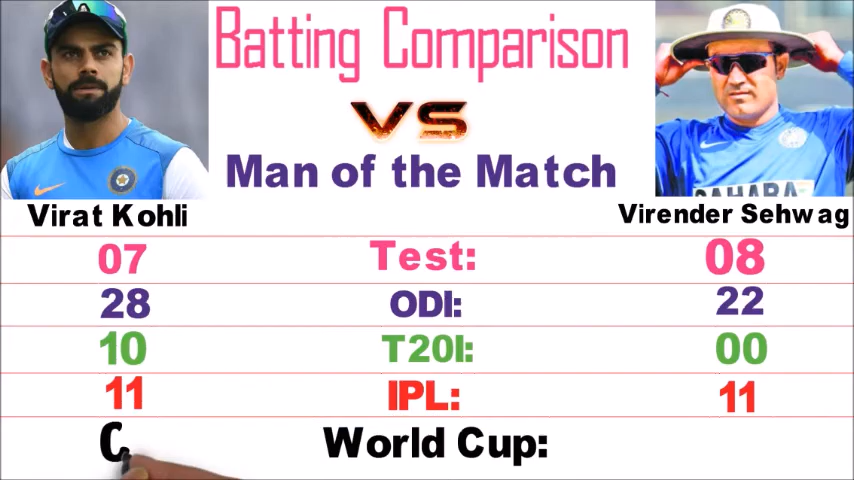 Batting Comparison
VS
Man of the Match
Virat Kohli
Virender Sehwag
07 Test: 08
28 ODI: 22
10 T20I: 00
11 IPL: 11
World Cup:
SAHARA